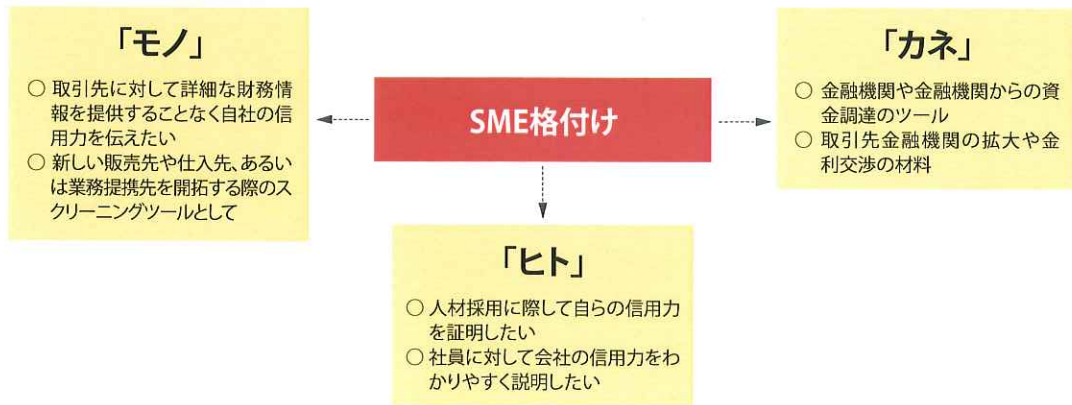 「モノ」
○ 取引先に対して詳細な財務情
報を提供することなく自社の信
用力を伝えたい
○ 新しい販売先や仕入先、あるい
は業務提携先を開拓する際のス
クリーニングツールとして
SME格付け
「カネ」
○ 金融機関や金融機関からの資
金調達のツール
○ 取引先金融機関の拡大や金
利交渉の材料
「ヒト」
○ 人材採用に際して自らの信用力
を証明したい
○ 社員に対して会社の信用力をわ
かりやすく説明したい